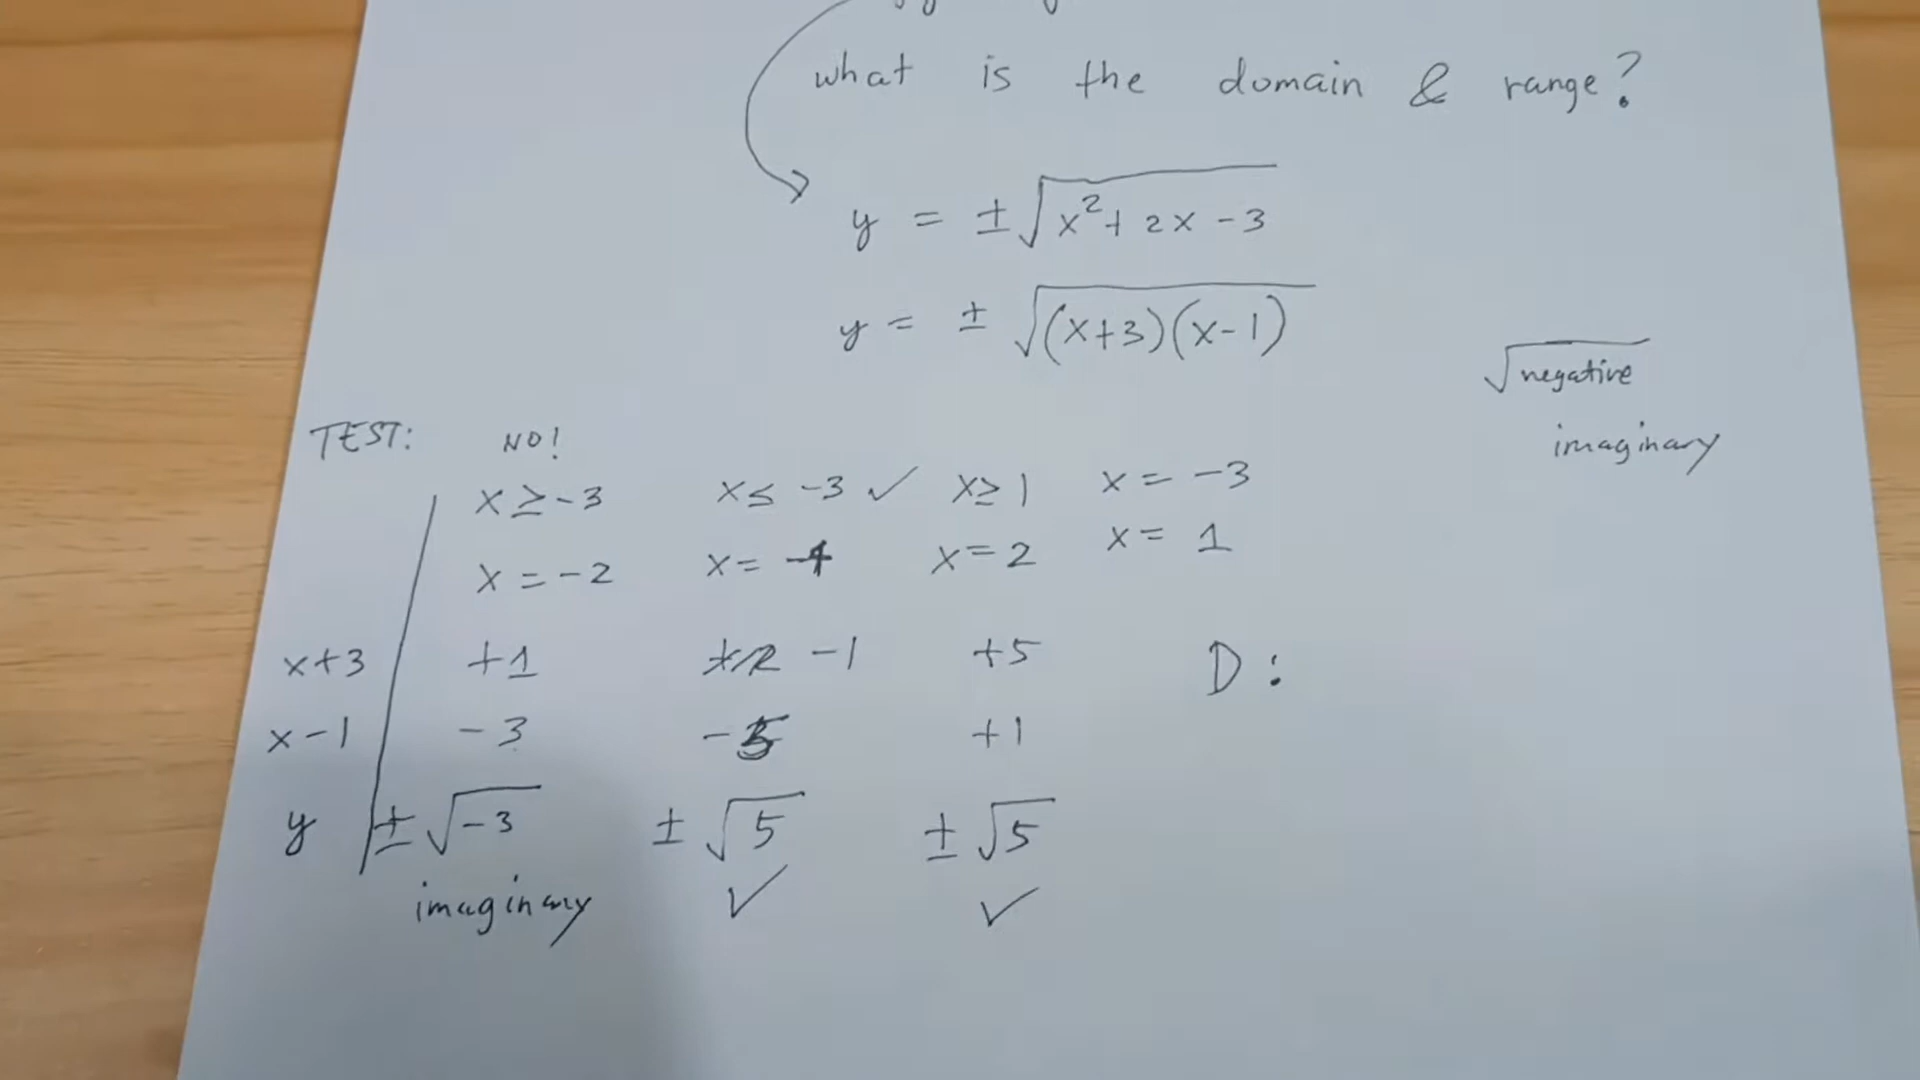 what is the domain & range?
y = ±√(x²+2x-3)
y = ±√((x+3)(x-1))
√negative
imaginary
TEST: NO!
x≥-3 x≤-3 ✓ x≥1 x=-3
x=-2 x=-4 x=2 x=1
x+3 +1 -1 +5 D:
x-1 -3 -5 +1
y ±√-3 ±√5 ±√5
imaginary ✓ ✓